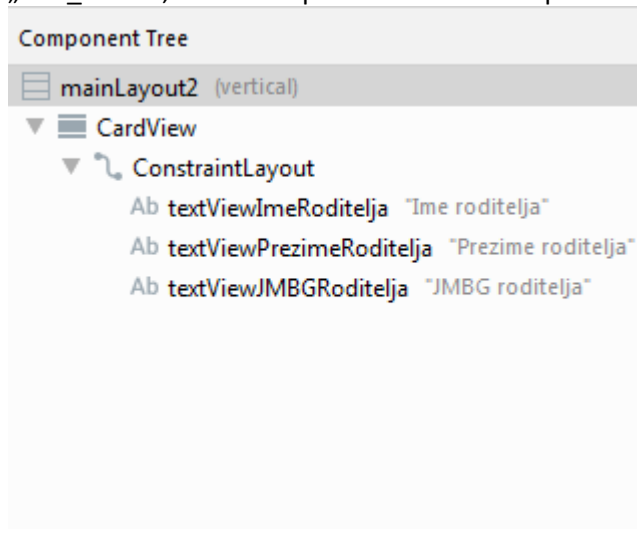 Component Tree
mainLayout2 (vertical)
CardView
ConstraintLayout
Ab textViewImeRoditelja "Ime roditelja"
Ab textViewPrezimeRoditelja "Prezime roditelja"
Ab textViewJMBGRoditelja "JMBG roditelja"